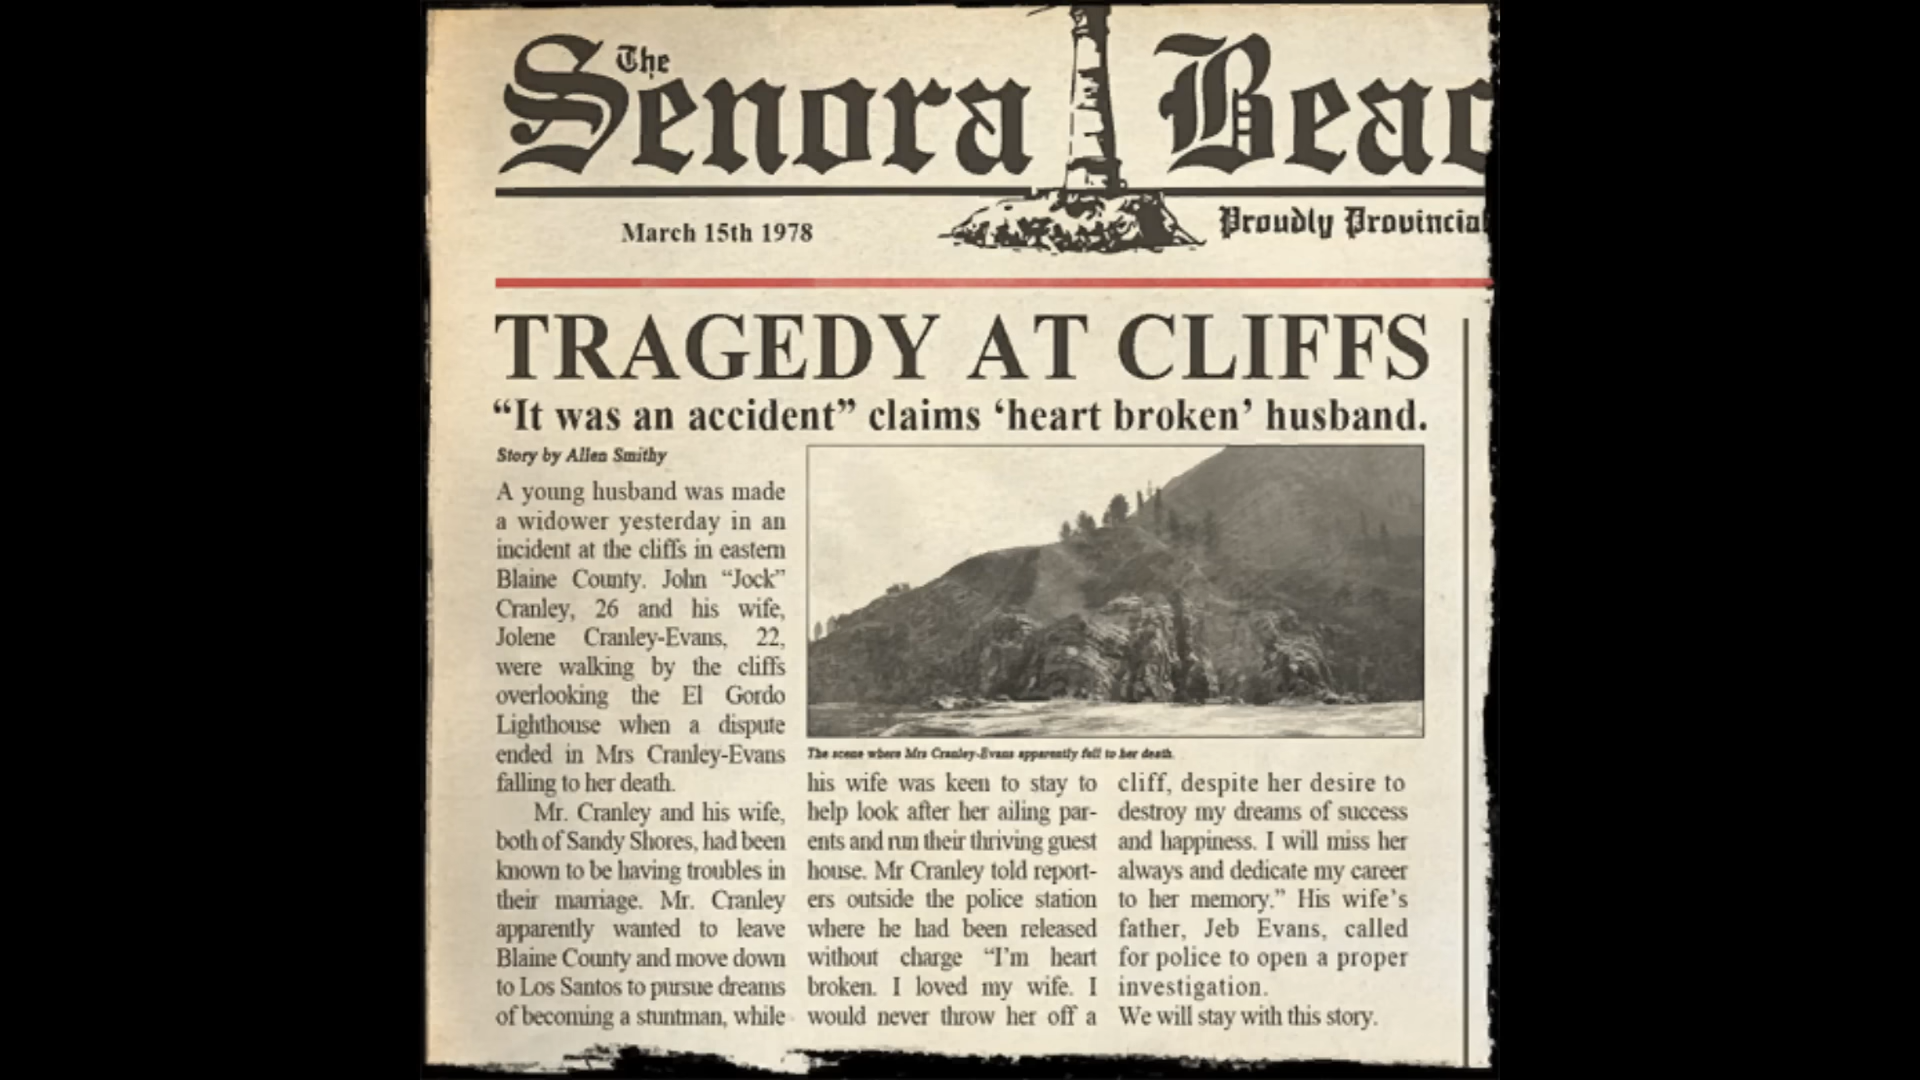 The
Senora Beac
March 15th 1978
Proudly Provincial
TRAGEDY AT CLIFFS
“It was an accident” claims ‘heart broken’ husband.
Story by Allen Smithy
A young husband was made
a widower yesterday in an
incident at the cliffs in eastern
Blaine County. John “Jock”
Cranley, 26 and his wife,
Jolene Cranley-Evans, 22,
were walking by the cliffs
overlooking the El Gordo
Lighthouse when a dispute
ended in Mrs Cranley-Evans
falling to her death.
Mr. Cranley and his wife,
both of Sandy Shores, had been
known to be having troubles in
their marriage. Mr. Cranley
apparently wanted to leave
Blaine County and move down
to Los Santos to pursue dreams
of becoming a stuntman, while
The scene where Mrs Cranley-Evans apparently fell to her death.
his wife was keen to stay to
help look after her ailing par-
ents and run their thriving guest
house. Mr Cranley told report-
ers outside the police station
where he had been released
without charge “I’m heart
broken. I loved my wife. I
would never throw her off a
cliff, despite her desire to
destroy my dreams of success
and happiness. I will miss her
always and dedicate my career
to her memory.” His wife’s
father, Jeb Evans, called
for police to open a proper
investigation.
We will stay with this story.